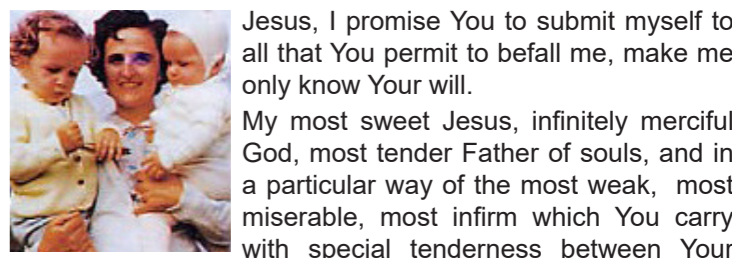 Jesus, I promise You to submit myself to
all that You permit to befall me, make me
only know Your will.
My most sweet Jesus, infinitely merciful
God, most tender Father of souls, and in
a particular way of the most weak, most
miserable, most infirm which You carry
with special tenderness between Your